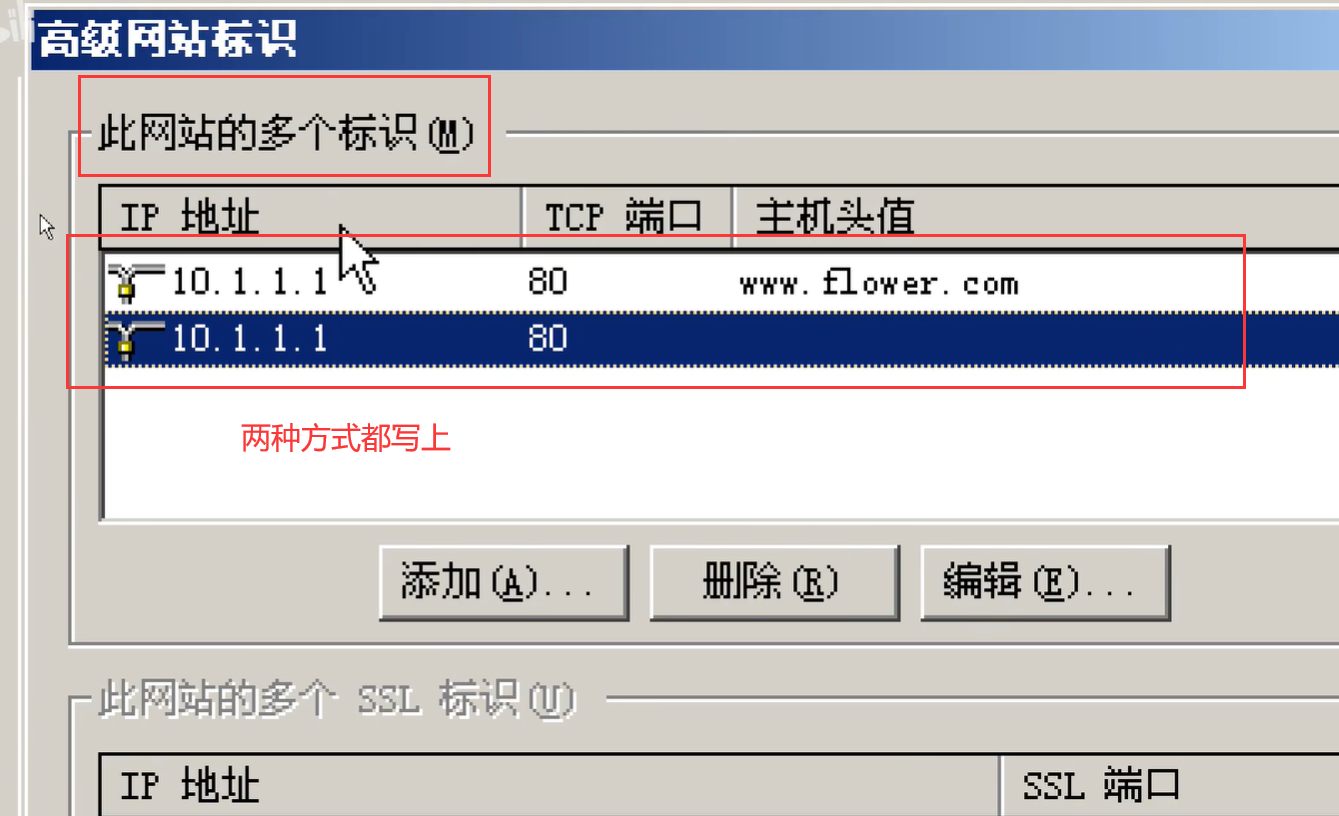 高级网站标识
此网站的多个标识(M)
IP 地址 TCP 端口 主机头值
10.1.1.1 80 www.flower.com
10.1.1.1 80
两种方式都写上
添加(A)... 删除(R) 编辑(E)...
此网站的多个 SSL 标识(U)
IP 地址 SSL 端口